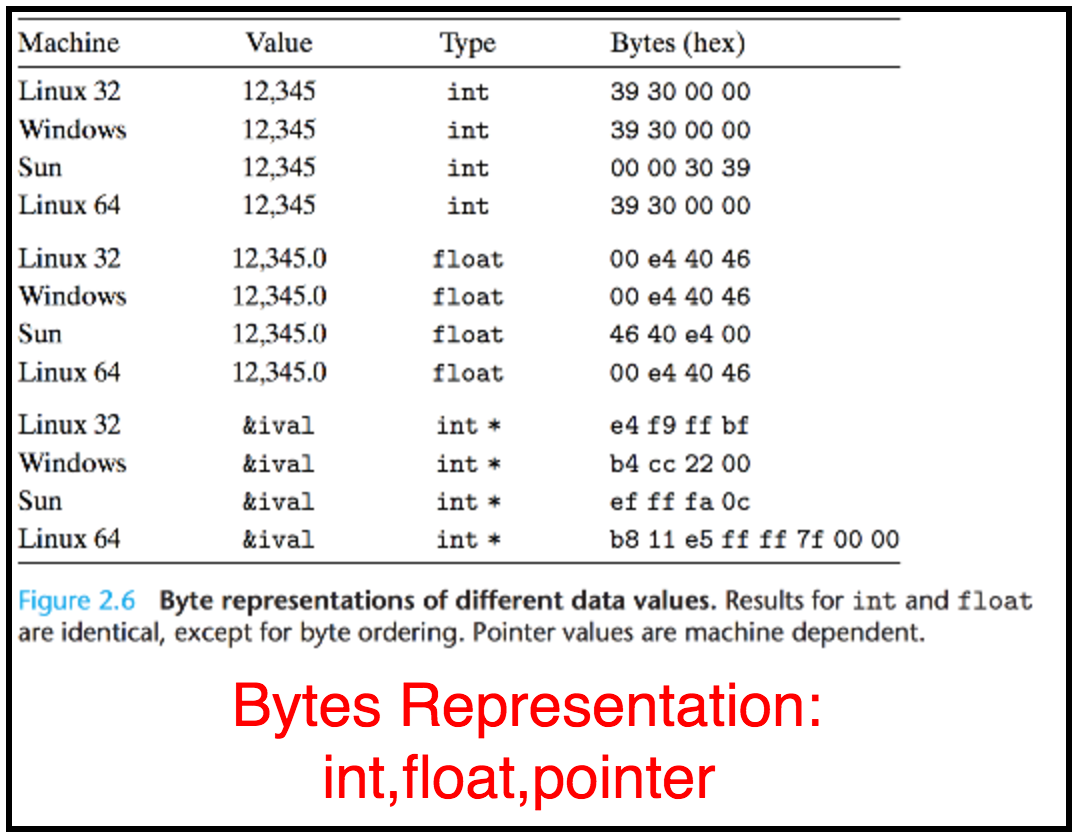 Machine Value Type Bytes (hex)
Linux 32 12,345 int 39 30 00 00
Windows 12,345 int 39 30 00 00
Sun 12,345 int 00 00 30 39
Linux 64 12,345 int 39 30 00 00
Linux 32 12,345.0 float 00 e4 40 46
Windows 12,345.0 float 00 e4 40 46
Sun 12,345.0 float 46 40 e4 00
Linux 64 12,345.0 float 00 e4 40 46
Linux 32 &ival int * e4 f9 ff bf
Windows &ival int * b4 cc 22 00
Sun &ival int * ef ff fa 0c
Linux 64 &ival int * b8 11 e5 ff ff 7f 00 00
Figure 2.6 Byte representations of different data values. Results for int and float
are identical, except for byte ordering. Pointer values are machine dependent.
Bytes Representation:
int,float,pointer